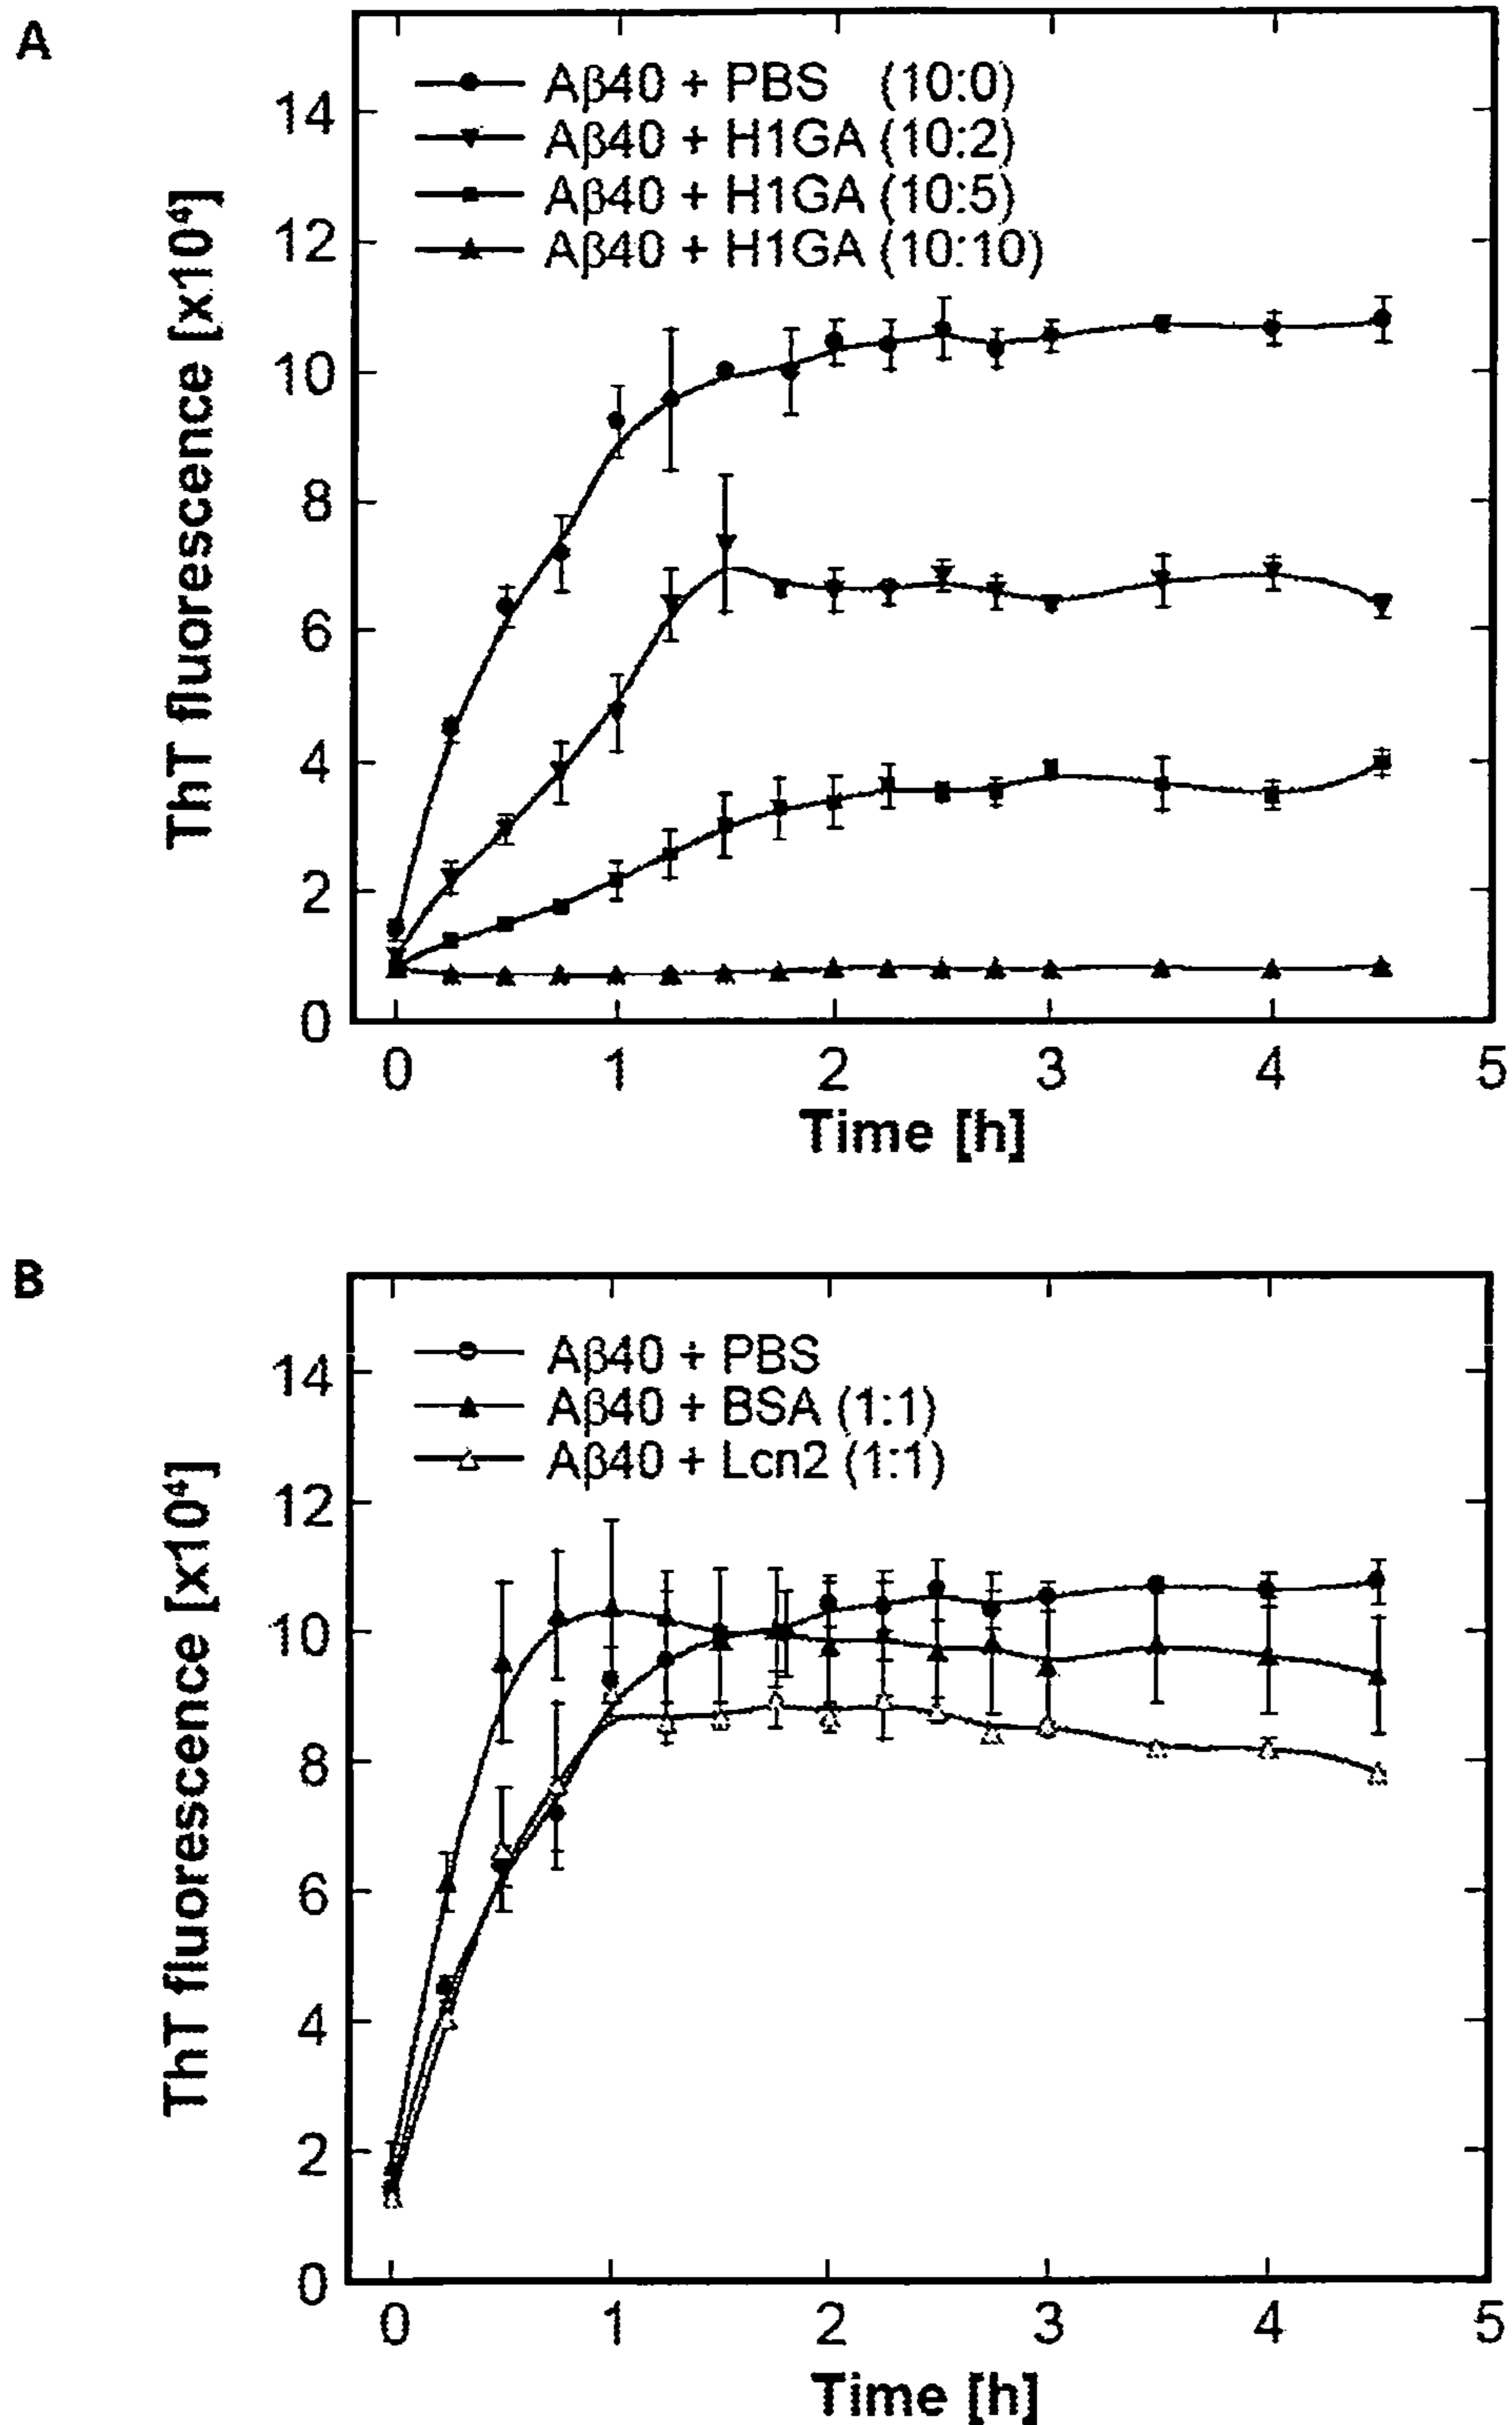 A
Aβ40 + PBS (10:0)
Aβ40 + H1GA (10:2)
Aβ40 + H1GA (10:5)
Aβ40 + H1GA (10:10)
ThT fluorescence [x10⁴]
14
12
10
8
6
4
2
0
0 1 2 3 4 5
Time [h]
B
Aβ40 + PBS
Aβ40 + BSA (1:1)
Aβ40 + Lcn2 (1:1)
ThT fluorescence [x10⁴]
14
12
10
8
6
4
2
0
0 1 2 3 4 5
Time [h]